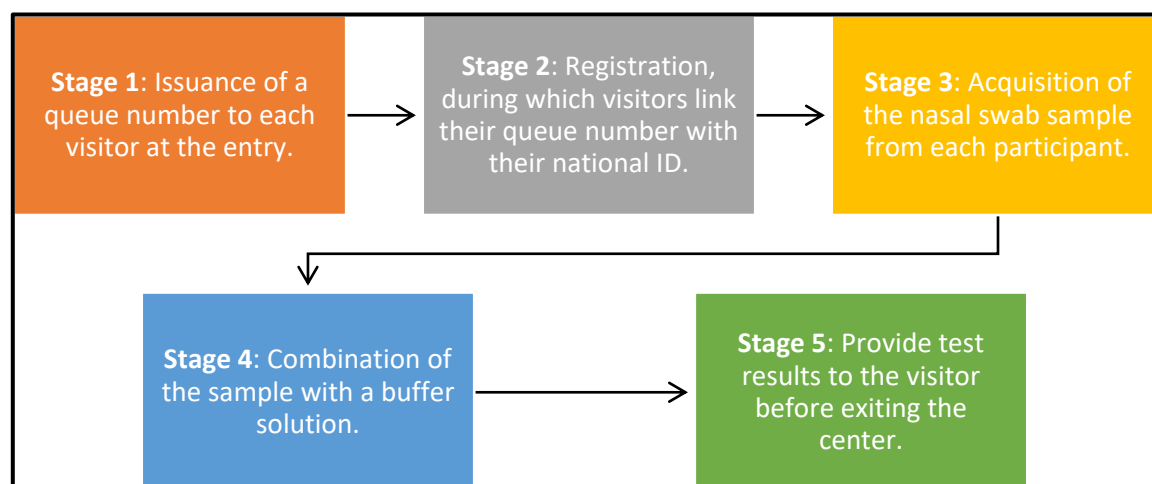 Stage 1: Issuance of a
queue number to each
visitor at the entry.
Stage 2: Registration,
during which visitors link
their queue number with
their national ID.
Stage 3: Acquisition of
the nasal swab sample
from each participant.
Stage 4: Combination of
the sample with a buffer
solution.
Stage 5: Provide test
results to the visitor
before exiting the
center.